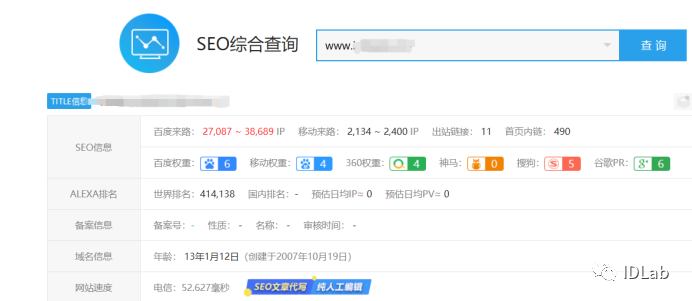 SEO综合查询 www. 查 询
TITLE信息
SEO信息
百度来路： 27,087 ~ 38,689 IP 移动来路： 2,134 ~ 2,400 IP 出站链接： 11 首页内链： 490
百度权重： 6 移动权重： 4 360权重： 4 神马： 0 搜狗： 5 谷歌PR： 6
ALEXA排名 世界排名： 414,138 国内排名： - 预估日均IP≈ 0 预估日均PV≈ 0
备案信息 备案号： - 性质： - 名称： - 审核时间： -
域名信息 年龄： 13年1月12日 (创建于2007年10月19日)
网站速度 电信：52.627毫秒 SEO文章代写 纯人工编辑
IDLab